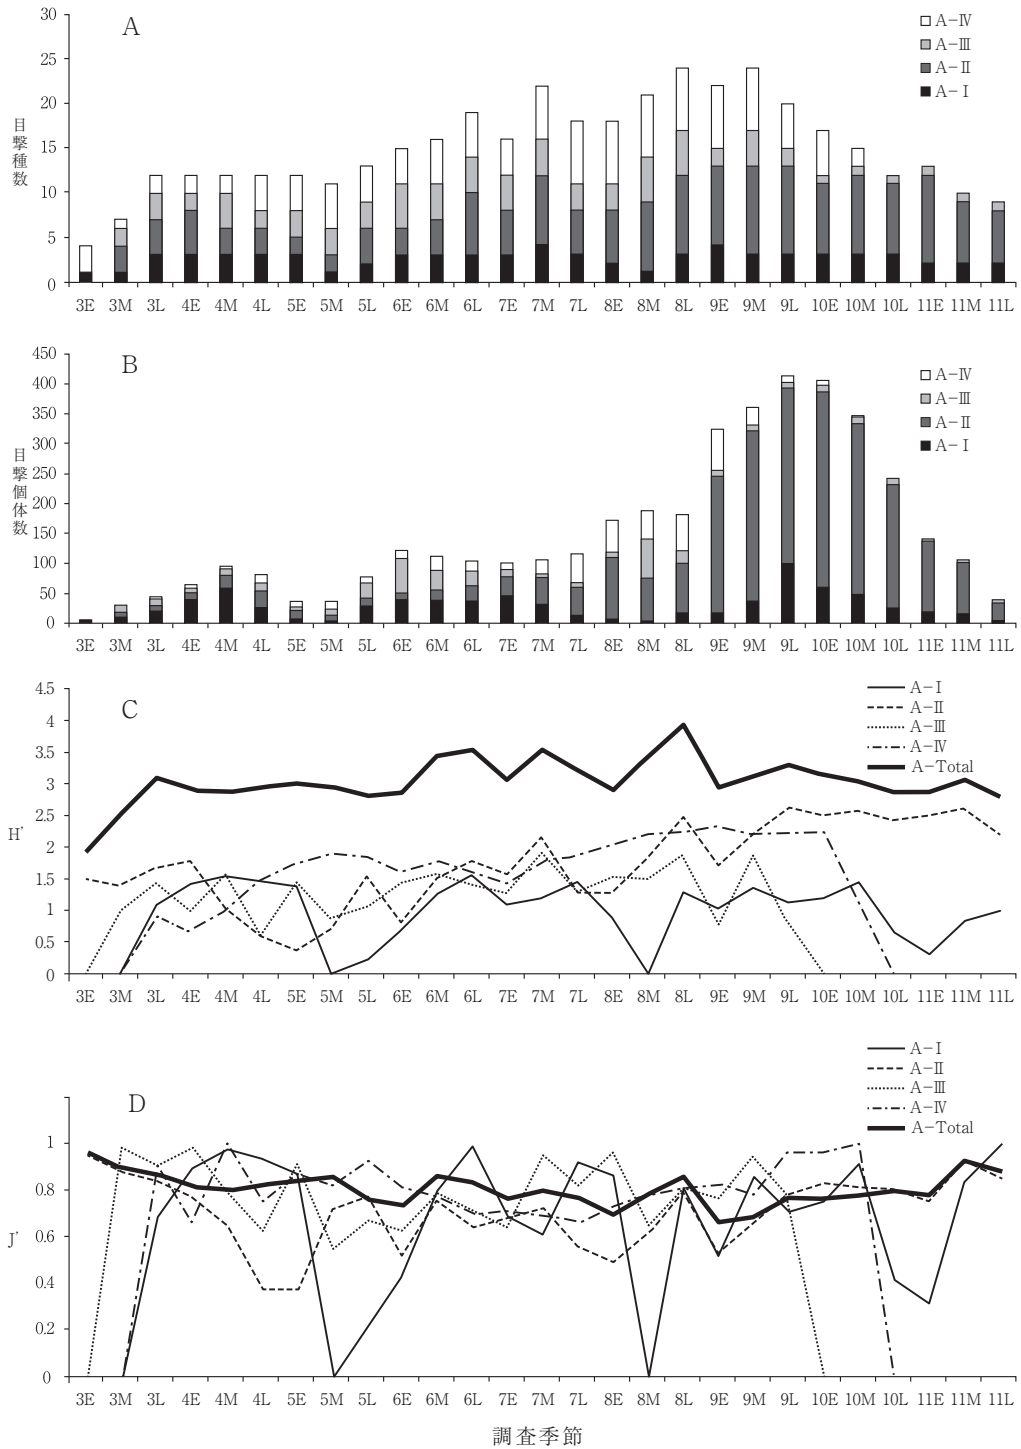 A
30
25
20
15
10
5
0
目撃種数
A-Ⅳ
A-Ⅲ
A-Ⅱ
A-Ⅰ
3E 3M 3L 4E 4M 4L 5E 5M 5L 6E 6M 6L 7E 7M 7L 8E 8M 8L 9E 9M 9L 10E 10M 10L 11E 11M 11L
B
450
400
350
300
250
200
150
100
50
0
目撃個体数
A-Ⅳ
A-Ⅲ
A-Ⅱ
A-Ⅰ
3E 3M 3L 4E 4M 4L 5E 5M 5L 6E 6M 6L 7E 7M 7L 8E 8M 8L 9E 9M 9L 10E 10M 10L 11E 11M 11L
C
4.5
4
3.5
3
2.5
2
1.5
1
0.5
0
H'
A-Ⅰ
A-Ⅱ
A-Ⅲ
A-Ⅳ
A-Total
3E 3M 3L 4E 4M 4L 5E 5M 5L 6E 6M 6L 7E 7M 7L 8E 8M 8L 9E 9M 9L 10E 10M 10L 11E 11M 11L
D
1
0.8
0.6
0.4
0.2
0
J'
A-Ⅰ
A-Ⅱ
A-Ⅲ
A-Ⅳ
A-Total
3E 3M 3L 4E 4M 4L 5E 5M 5L 6E 6M 6L 7E 7M 7L 8E 8M 8L 9E 9M 9L 10E 10M 10L 11E 11M 11L
調査季節